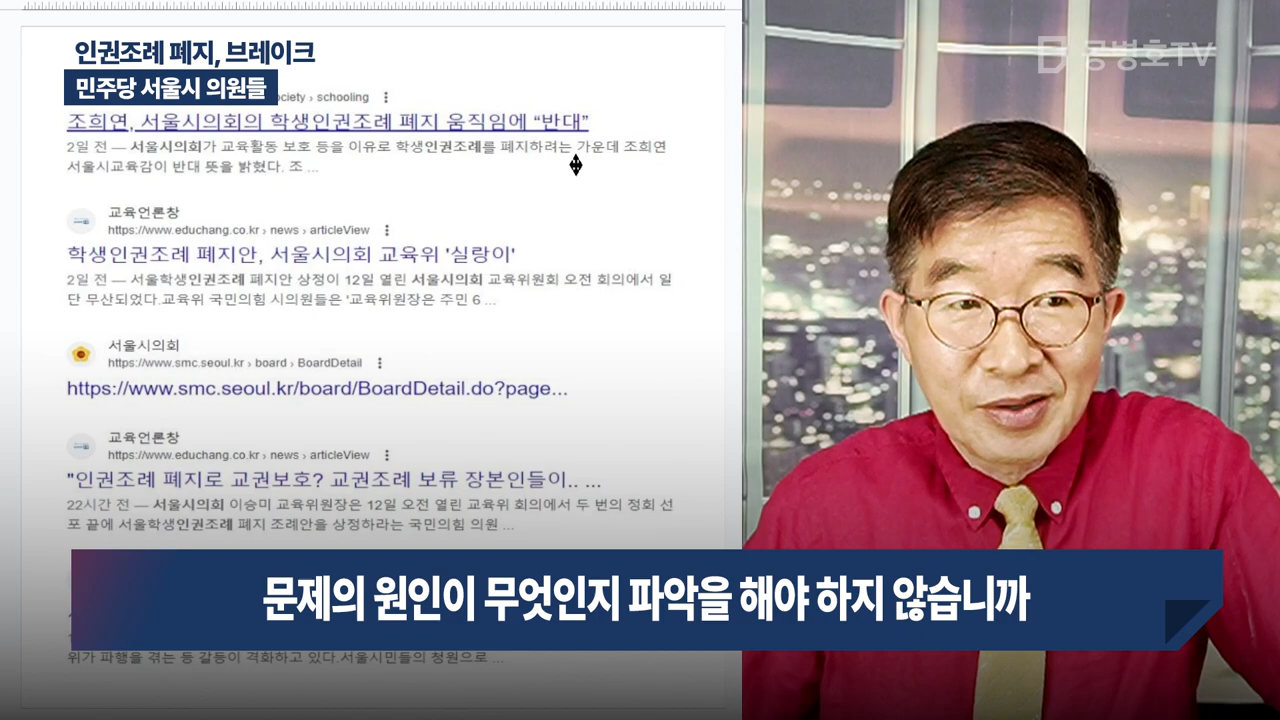 인권조례 폐지, 브레이크
민주당 서울시 의원들
공병호TV
ciety › schooling
조희연, 서울시의회의 학생인권조례 폐지 움직임에 “반대”
2일 전 — 서울시의회가 교육활동 보호 등을 이유로 학생인권조례를 폐지하려는 가운데 조희연
서울시교육감이 반대 뜻을 밝혔다. 조 ...
교육언론창
https://www.educhang.co.kr › news › articleView
학생인권조례 폐지안, 서울시의회 교육위 '실랑이'
2일 전 — 서울학생인권조례 폐지안 상정이 12일 열린 서울시의회 교육위원회 오전 회의에서 일
단 무산되었다.교육위 국민의힘 시의원들은 '교육위원장은 주민 6 ...
서울시의회
https://www.smc.seoul.kr › board › BoardDetail
https://www.smc.seoul.kr/board/BoardDetail.do?page...
교육언론창
https://www.educhang.co.kr › news › articleView
"인권조례 폐지로 교권보호? 교권조례 보류 장본인들이.. ...
22시간 전 — 서울시의회 이승미 교육위원장은 12일 오전 열린 교육위 회의에서 두 번의 정회 선
포 끝에 서울학생인권조례 폐지 조례안을 상정하라는 국민의힘 의원 ...
문제의 원인이 무엇인지 파악을 해야 하지 않습니까
위가 파행을 겪는 등 갈등이 격화하고 있다.서울시민들의 청원으로 ...